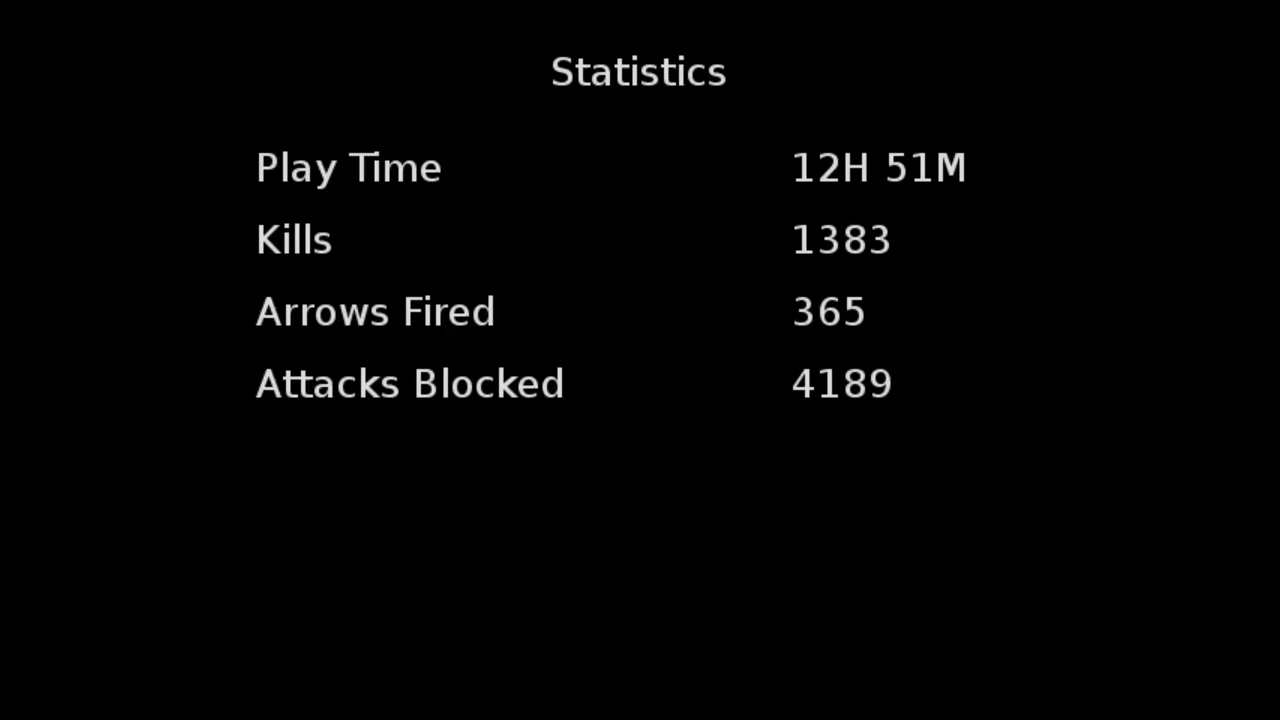 Statistics
Play Time 12H 51M
Kills 1383
Arrows Fired 365
Attacks Blocked 4189